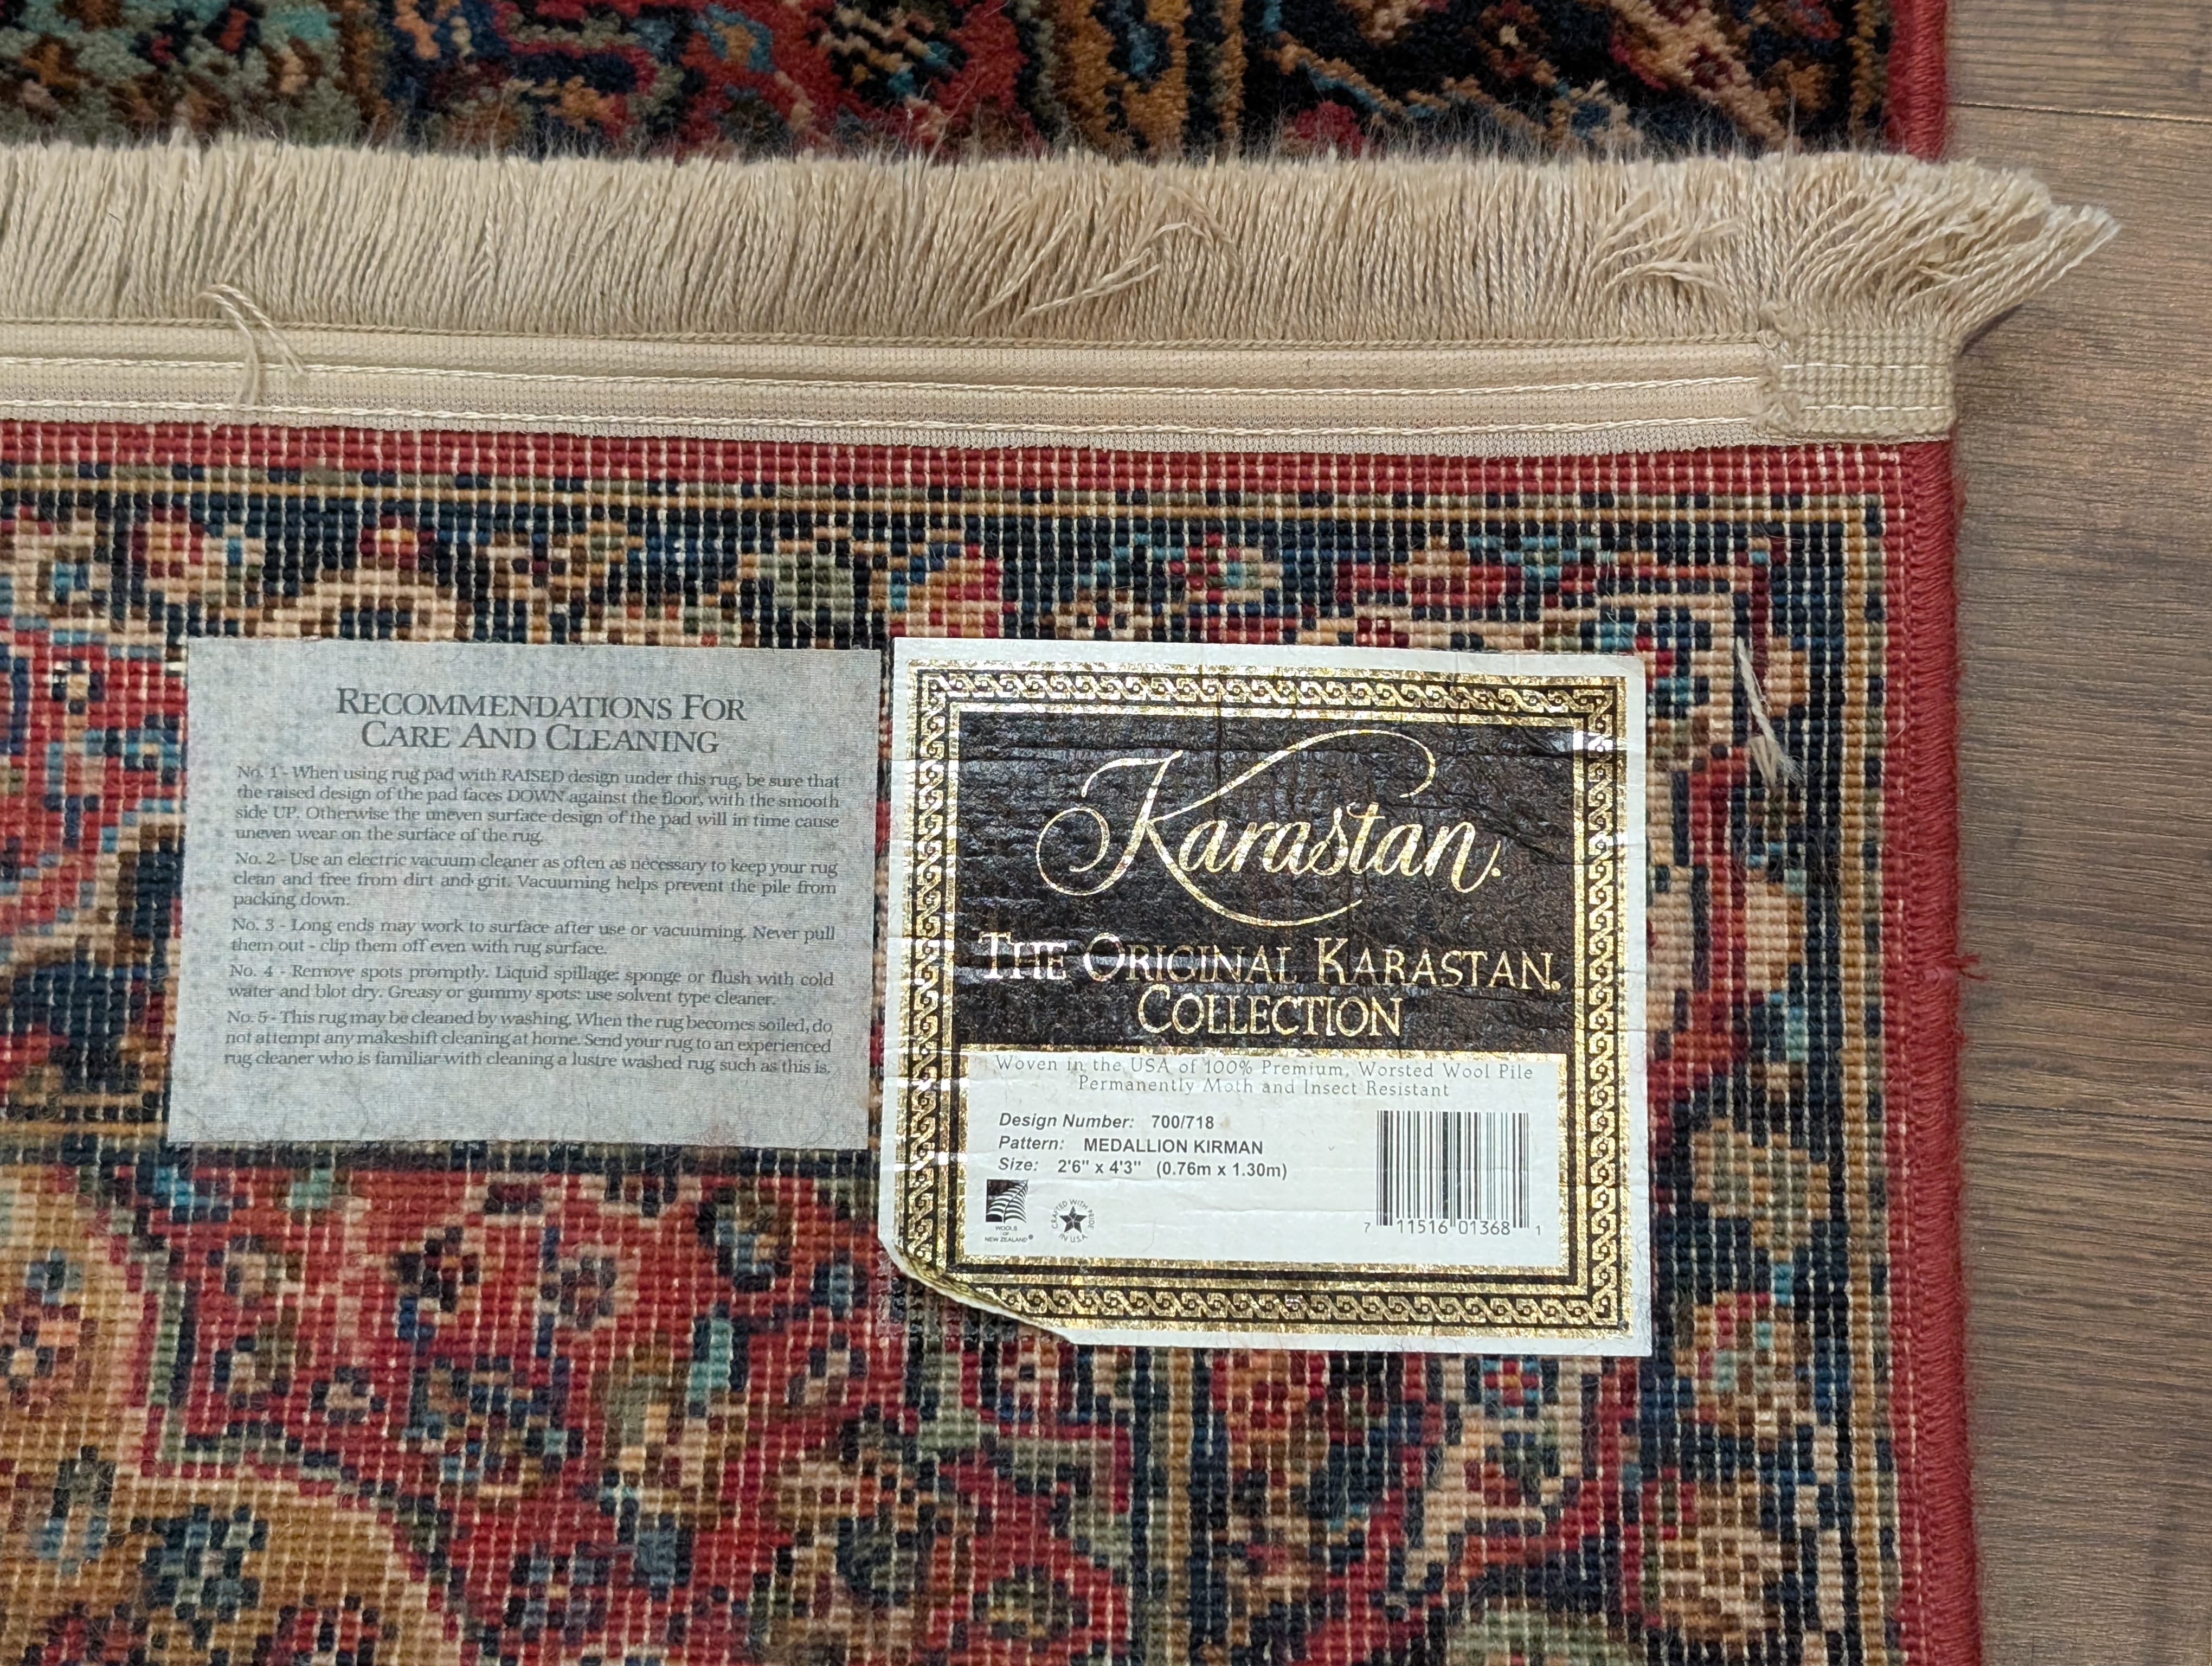 RECOMMENDATIONS FOR
CARE AND CLEANING
No. 1 - When using rug pad with RAISED design under this rug, be sure that
the raised design of the pad faces DOWN against the floor, with the smooth
side UP. Otherwise the uneven surface design of the pad will in time cause
uneven wear on the surface of the rug.
No. 2 - Use an electric vacuum cleaner as often as necessary to keep your rug
clean and free from dirt and grit. Vacuuming helps prevent the pile from
packing down.
No. 3 - Long ends may work to surface after use or vacuuming. Never pull
them out - clip them off even with rug surface.
No. 4 - Remove spots promptly. Liquid spillage: sponge or flush with cold
water and blot dry. Greasy or gummy spots: use solvent type cleaner.
No. 5 - This rug may be cleaned by washing. When the rug becomes soiled, do
not attempt any makeshift cleaning at home. Send your rug to an experienced
rug cleaner who is familiar with cleaning a lustre washed rug such as this is.
Karastan.
THE ORIGINAL KARASTAN®
COLLECTION
Woven in the USA of 100% Premium, Worsted Wool Pile
Permanently Moth and Insect Resistant
Design Number: 700/718
Pattern: MEDALLION KIRMAN
Size: 2'6" x 4'3" (0.76m x 1.30m)
WOOLS
OF
NEW ZEALAND®
CRAFTED WITH PRIDE
IN U.S.A.
7 11516 01368 1